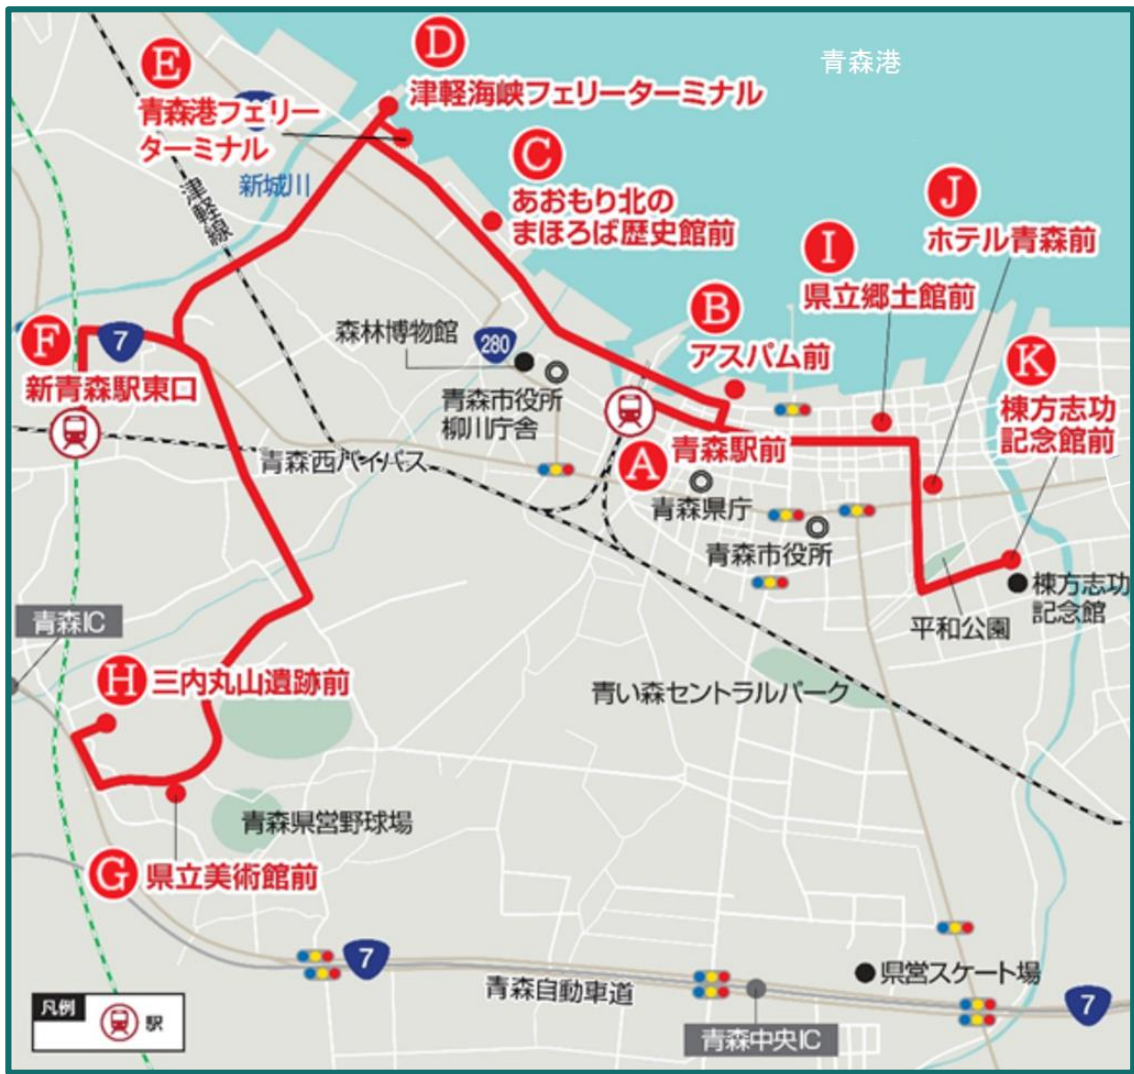 D
青森港
E
津軽海峡フェリーターミナル
青森港フェリー
ターミナル
C
新城川
津軽線
あおもり北の
まほろば歴史館前
J
ホテル青森前
I
県立郷土館前
B
アスパム前
F
7
新青森駅東口
森林博物館
280
K
棟方志功
記念館前
青森市役所
柳川庁舎
青森西バイパス
A
青森駅前
青森県庁
青森市役所
棟方志功
記念館
平和公園
青森IC
H
三内丸山遺跡前
青い森セントラルパーク
青森県営野球場
G
県立美術館前
7
青森自動車道
県営スケート場
7
凡例
駅
青森中央IC